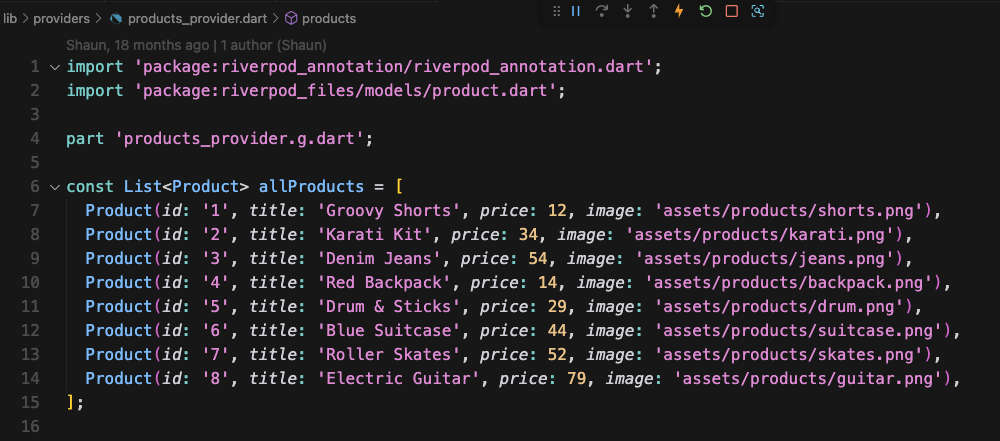 lib > providers > products_provider.dart > products
Shaun, 18 months ago | 1 author (Shaun)
1 import 'package:riverpod_annotation/riverpod_annotation.dart';
2 import 'package:riverpod_files/models/product.dart';
3
4 part 'products_provider.g.dart';
5
6 const List<Product> allProducts = [
7 Product(id: '1', title: 'Groovy Shorts', price: 12, image: 'assets/products/shorts.png'),
8 Product(id: '2', title: 'Karati Kit', price: 34, image: 'assets/products/karati.png'),
9 Product(id: '3', title: 'Denim Jeans', price: 54, image: 'assets/products/jeans.png'),
10 Product(id: '4', title: 'Red Backpack', price: 14, image: 'assets/products/backpack.png'),
11 Product(id: '5', title: 'Drum & Sticks', price: 29, image: 'assets/products/drum.png'),
12 Product(id: '6', title: 'Blue Suitcase', price: 44, image: 'assets/products/suitcase.png'),
13 Product(id: '7', title: 'Roller Skates', price: 52, image: 'assets/products/skates.png'),
14 Product(id: '8', title: 'Electric Guitar', price: 79, image: 'assets/products/guitar.png'),
15 ];
16